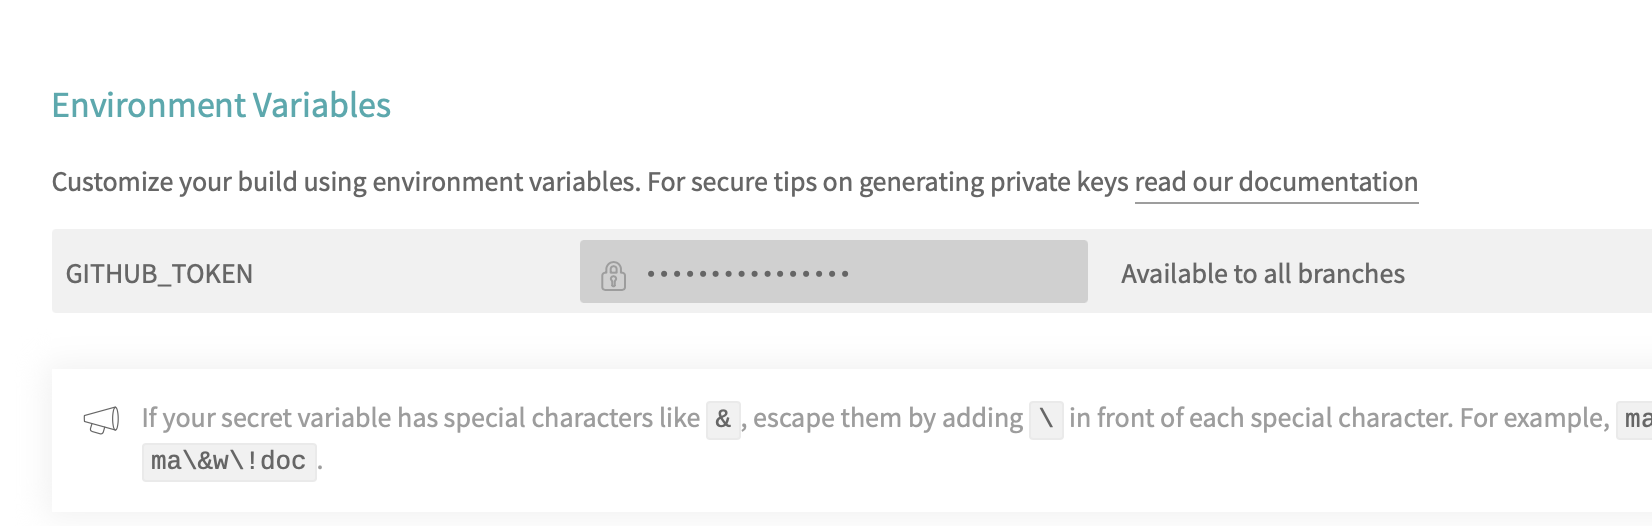 Environment Variables
Customize your build using environment variables. For secure tips on generating private keys read our documentation
GITHUB_TOKEN •••••••••••••••• Available to all branches
If your secret variable has special characters like & , escape them by adding \ in front of each special character. For example, ma
ma\&w\!doc .